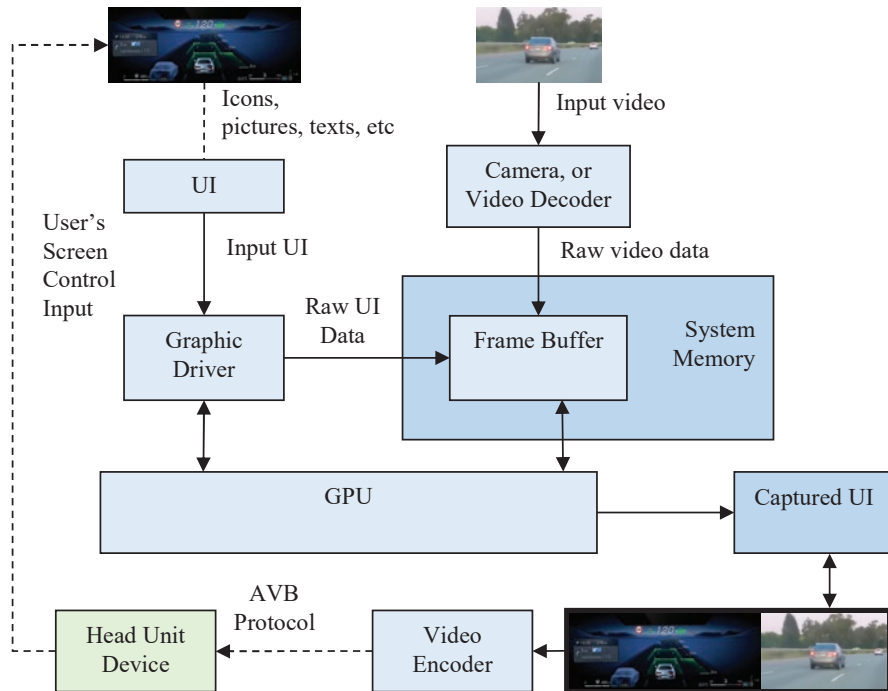 120
Icons,
pictures, texts, etc
Input video
UI
Camera, or
Video Decoder
User's
Screen
Control
Input
Input UI
Raw video data
Raw UI
Data
Graphic
Driver
Frame Buffer
System
Memory
GPU
Captured UI
AVB
Protocol
Head Unit
Device
Video
Encoder
120